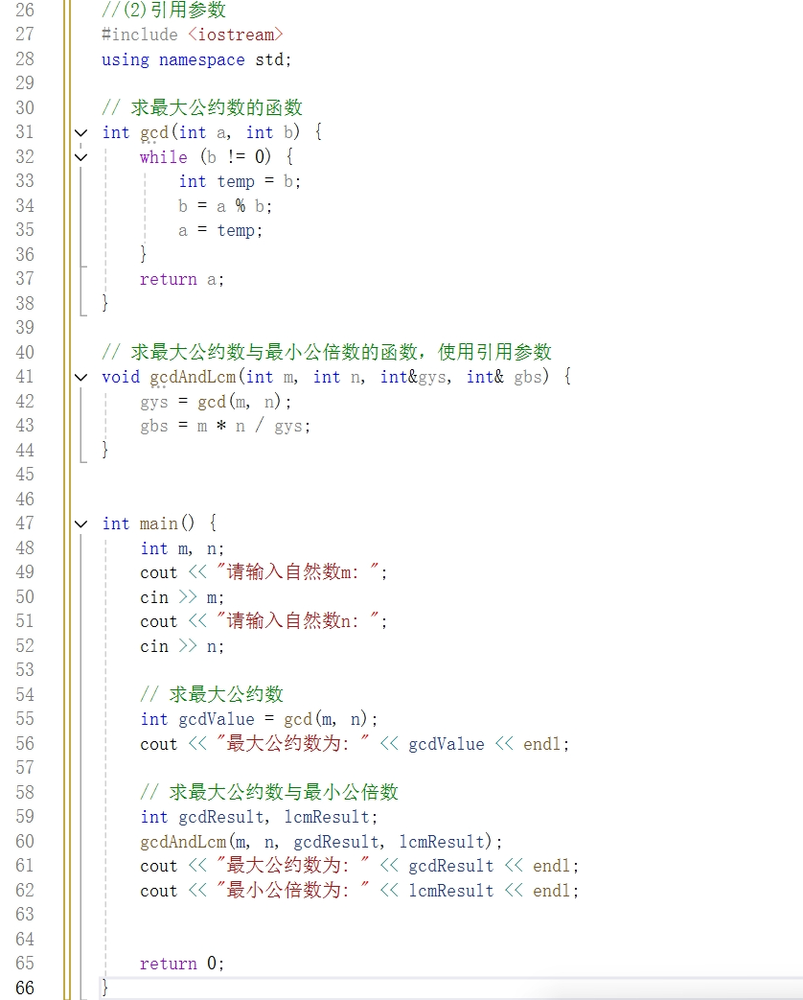 26 //(2)引用参数
27 #include <iostream>
28 using namespace std;
29
30 // 求最大公约数的函数
31 int gcd(int a, int b) {
32     while (b != 0) {
33         int temp = b;
34         b = a % b;
35         a = temp;
36     }
37     return a;
38 }
39
40 // 求最大公约数与最小公倍数的函数，使用引用参数
41 void gcdAndLcm(int m, int n, int&gys, int& gbs) {
42     gys = gcd(m, n);
43     gbs = m * n / gys;
44 }
45
46
47 int main() {
48     int m, n;
49     cout << "请输入自然数m: ";
50     cin >> m;
51     cout << "请输入自然数n: ";
52     cin >> n;
53
54     // 求最大公约数
55     int gcdValue = gcd(m, n);
56     cout << "最大公约数为: " << gcdValue << endl;
57
58     // 求最大公约数与最小公倍数
59     int gcdResult, lcmResult;
60     gcdAndLcm(m, n, gcdResult, lcmResult);
61     cout << "最大公约数为: " << gcdResult << endl;
62     cout << "最小公倍数为: " << lcmResult << endl;
63
64
65     return 0;
66 }